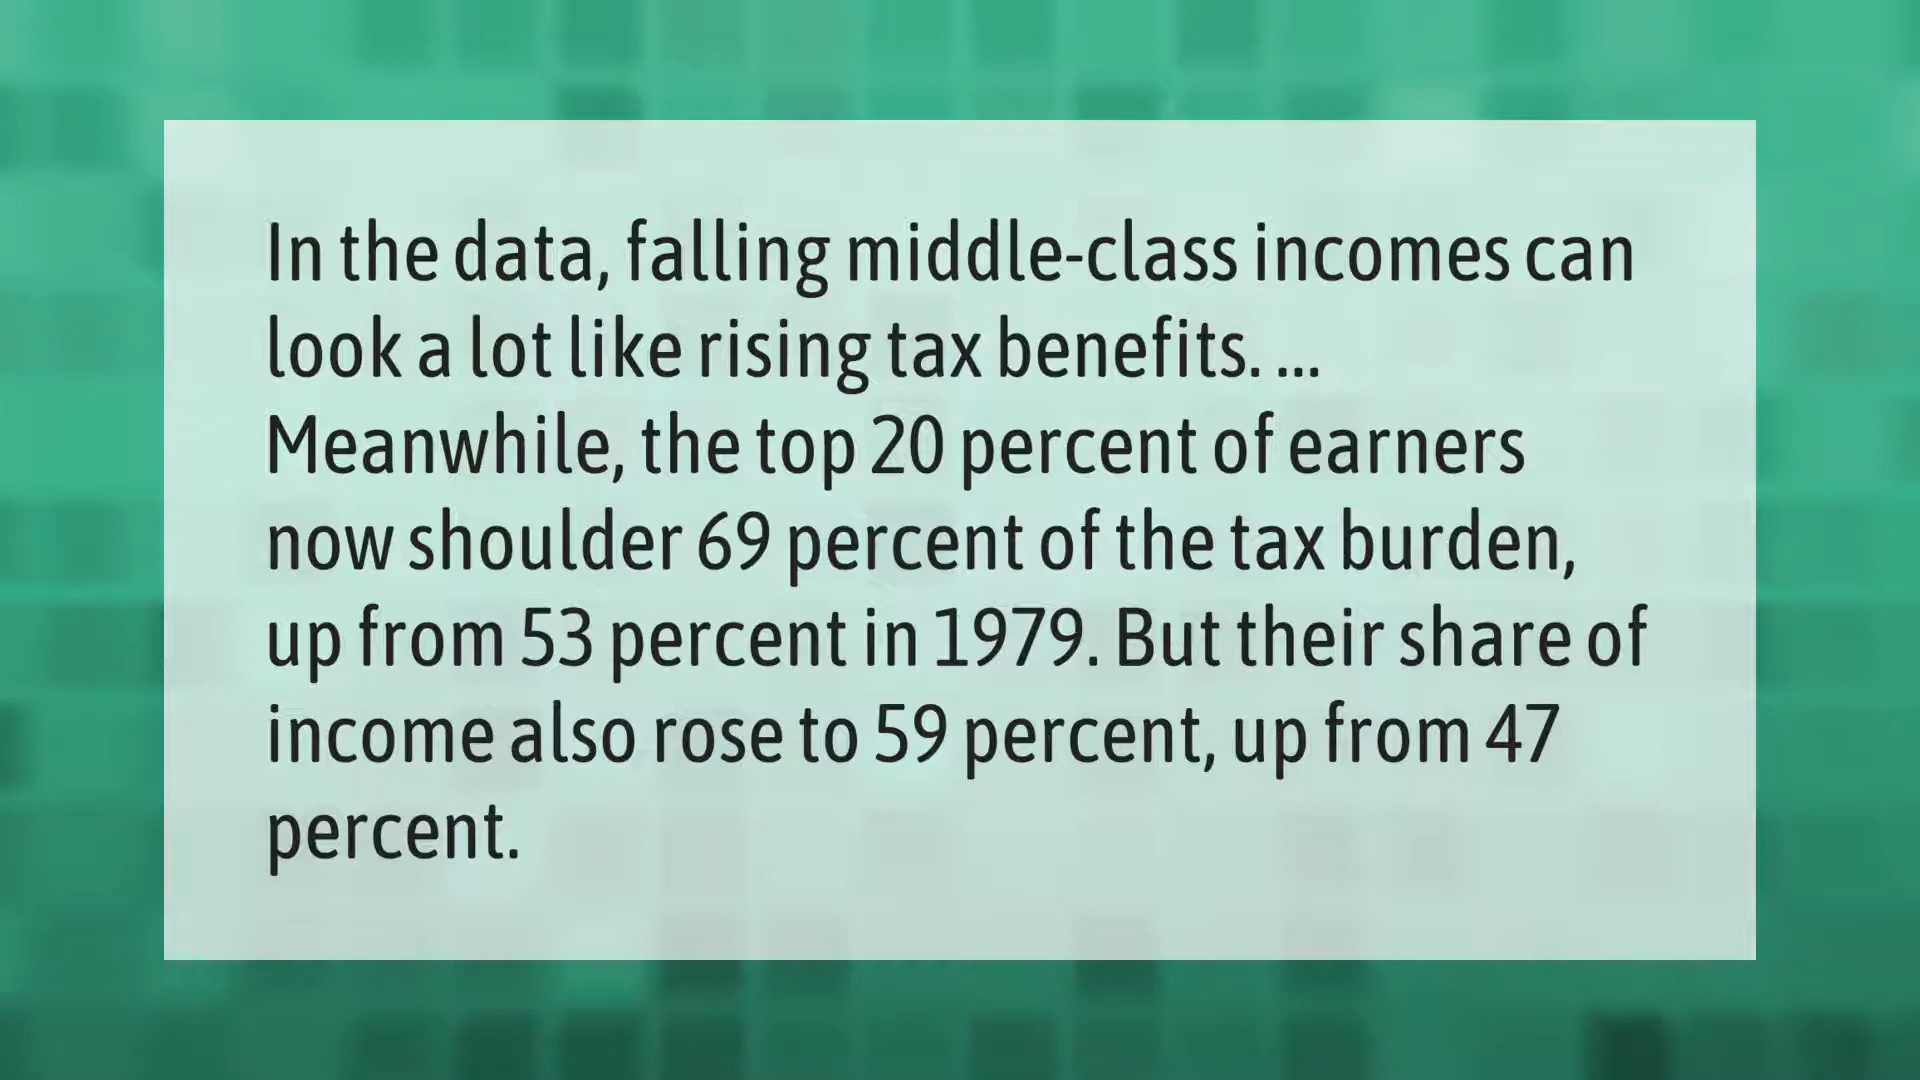 In the data, falling middle-class incomes can
look a lot like rising tax benefits. ...
Meanwhile, the top 20 percent of earners
now shoulder 69 percent of the tax burden,
up from 53 percent in 1979. But their share of
income also rose to 59 percent, up from 47
percent.